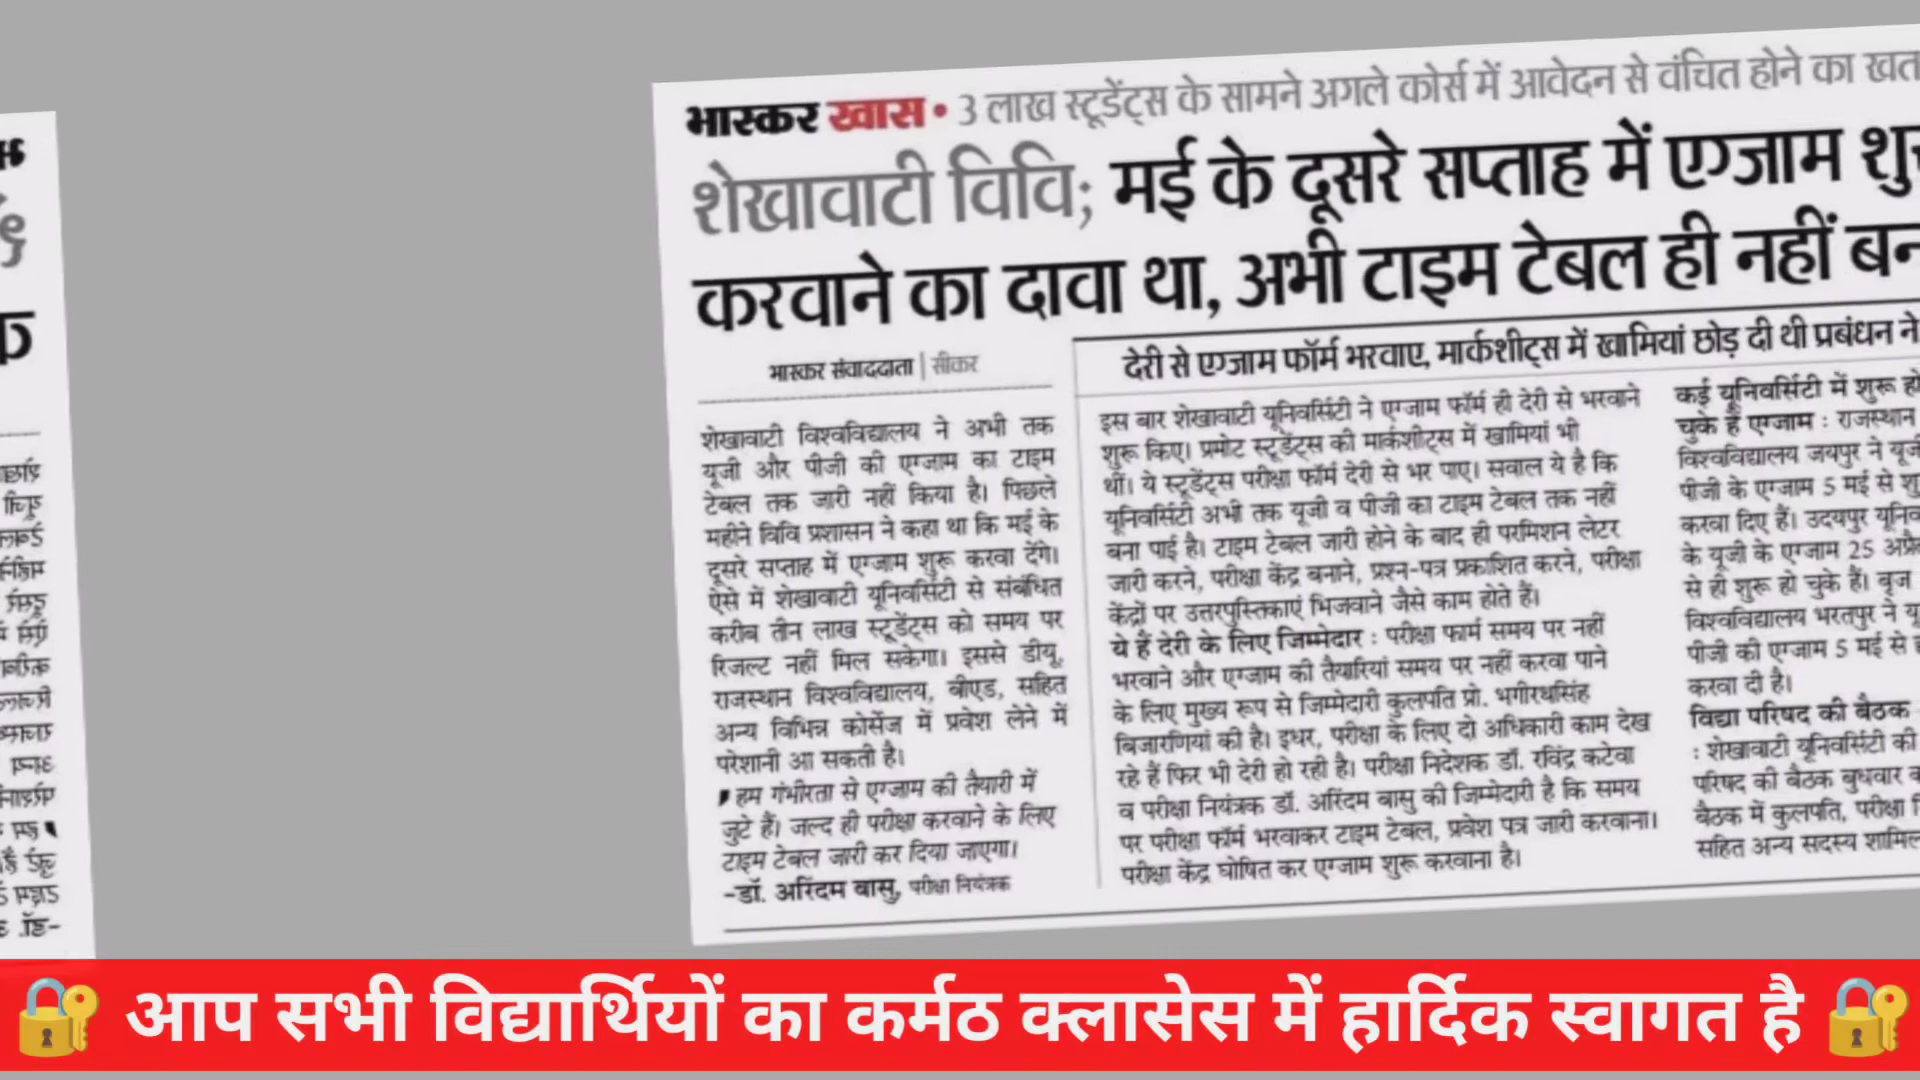 भास्कर खास • 3 लाख स्टूडेंट्स के सामने अगले कोर्स में आवेदन से वंचित होने का
शेखावाटी विवि; मई के दूसरे सप्ताह में एग्जाम
करवाने का दावा था, अभी टाइम टेबल ही नहीं
भास्कर संवाददाता | सीकर
शेखावाटी विश्वविद्यालय ने अभी तक
यूजी और पीजी की एग्जाम का टाइम
टेबल तक जारी नहीं किया है। पिछले
महीने विवि प्रशासन ने कहा था कि मई के
दूसरे सप्ताह में एग्जाम शुरू करवा देंगे।
ऐसे में शेखावाटी यूनिवर्सिटी से संबंधित
करीब तीन लाख स्टूडेंट्स को समय पर
रिजल्ट नहीं मिल सकेगा। इससे डीयू,
राजस्थान विश्वविद्यालय, बीएड, सहित
अन्य विभिन्न कोर्सेज में प्रवेश लेने में
परेशानी आ सकती है।
हम गंभीरता से एग्जाम की तैयारी में
जुटे हैं। जल्द ही परीक्षा करवाने के लिए
टाइम टेबल जारी कर दिया जाएगा।
-डॉ. अरिंदम बासु, परीक्षा नियंत्रक
देरी से एग्जाम फॉर्म भरवाए, मार्कशीट्स में खामियां छोड़ दी थी प्रबंधन ने
इस बार शेखावाटी यूनिवर्सिटी ने एग्जाम फॉर्म ही देरी से भरवाने
शुरू किए। प्रमोट स्टूडेंट्स की मार्कशीट्स में खामियां भी
थीं। ये स्टूडेंट्स परीक्षा फॉर्म देरी से भर पाए। सवाल ये है कि
यूनिवर्सिटी अभी तक यूजी व पीजी का टाइम टेबल तक नहीं
बना पाई है। टाइम टेबल जारी होने के बाद ही परमिशन लेटर
जारी करने, परीक्षा केंद्र बनाने, प्रश्न-पत्र प्रकाशित करने, परीक्षा
केंद्रों पर उत्तरपुस्तिकाएं भिजवाने जैसे काम होते हैं।
ये हैं देरी के लिए जिम्मेदार : परीक्षा फार्म समय पर नहीं
भरवाने और एग्जाम की तैयारियां समय पर नहीं करवा पाने
के लिए मुख्य रूप से जिम्मेदारी कुलपति प्रो. भगीरथसिंह
बिजारणियां की है। इधर, परीक्षा के लिए दो अधिकारी काम देख
रहे हैं फिर भी देरी हो रही है। परीक्षा निदेशक डॉ. रविंद्र कटेवा
व परीक्षा नियंत्रक डॉ. अरिंदम बासु की जिम्मेदारी है कि समय
पर परीक्षा फॉर्म भरवाकर टाइम टेबल, प्रवेश पत्र जारी करवाना।
परीक्षा केंद्र घोषित कर एग्जाम शुरू करवाना है।
कई यूनिवर्सिटी में शुरू
चुके हैं एग्जाम : राजस्थान
विश्वविद्यालय जयपुर ने
पीजी के एग्जाम 5 मई से
करवा दिए हैं। उदयपुर
के यूजी के एग्जाम 25
से ही शुरू हो चुके हैं। बृज
विश्वविद्यालय भरतपुर ने
पीजी की एग्जाम 5 मई से
करवा दी है।
विद्या परिषद की बैठक
: शेखावाटी यूनिवर्सिटी की
परिषद की बैठक बुधवार
बैठक में कुलपति, परीक्षा
सहित अन्य सदस्य
आप सभी विद्यार्थियों का कर्मठ क्लासेस में हार्दिक स्वागत है